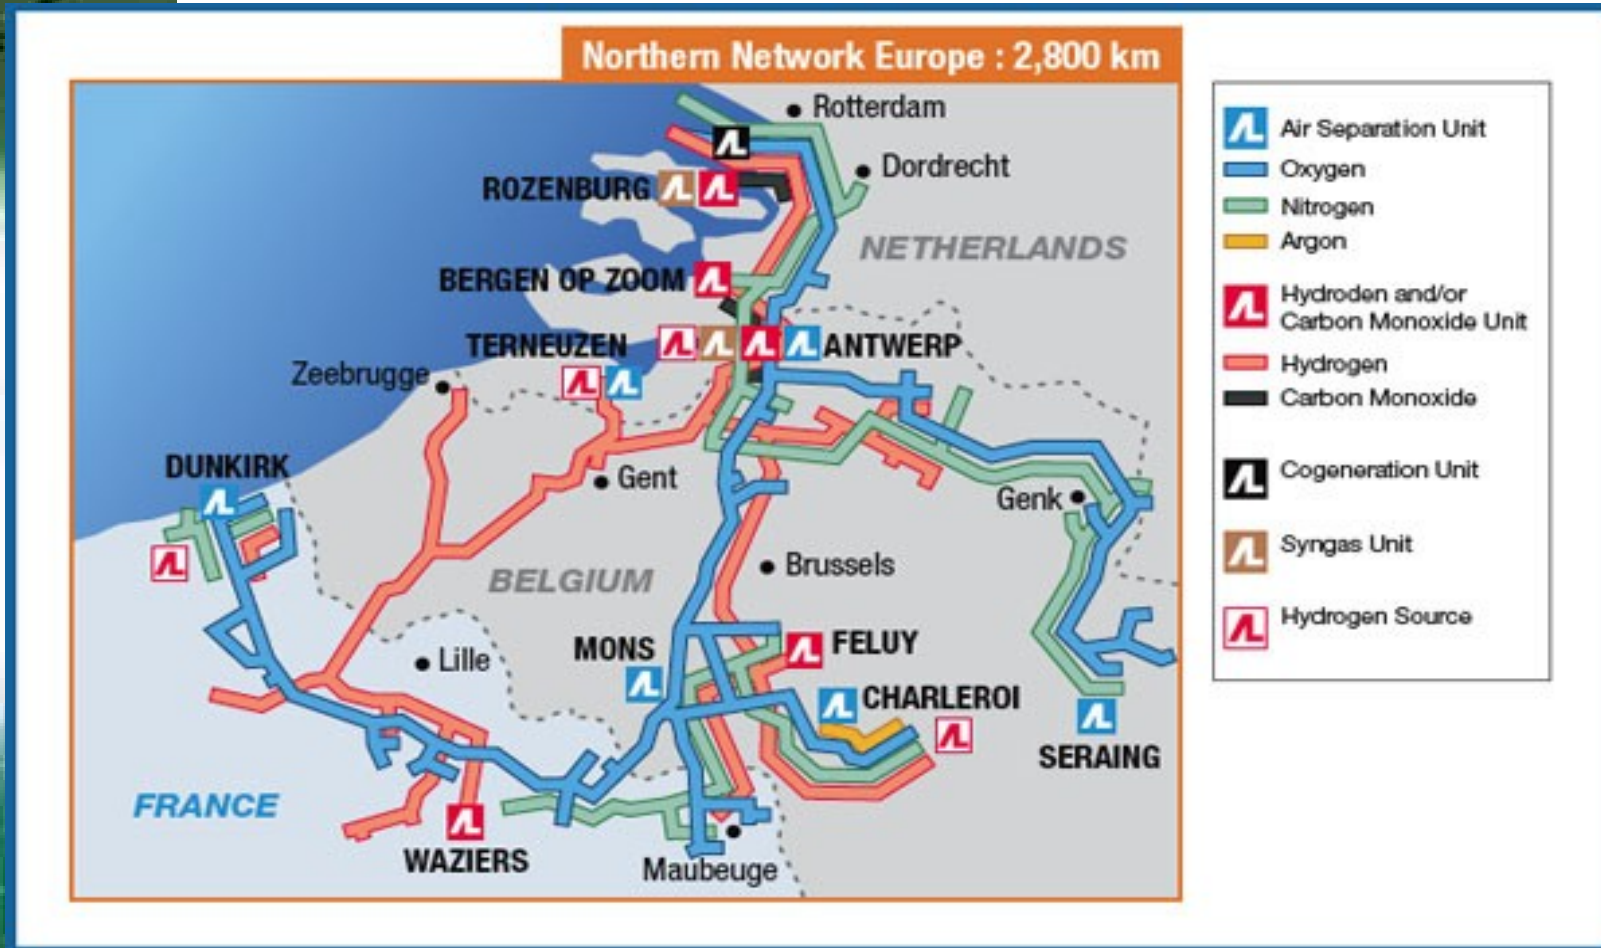 Northern Network Europe : 2,800 km
Rotterdam
Dordrecht
ROZENBURG
NETHERLANDS
BERGEN OP ZOOM
TERNEUZEN
ANTWERP
Zeebrugge
DUNKIRK
Gent
Genk
BELGIUM
Brussels
MONS
FELUY
Lille
CHARLEROI
SERAING
FRANCE
WAZIERS
Maubeuge
Air Separation Unit
Oxygen
Nitrogen
Argon
Hydroden and/or
Carbon Monoxide Unit
Hydrogen
Carbon Monoxide
Cogeneration Unit
Syngas Unit
Hydrogen Source